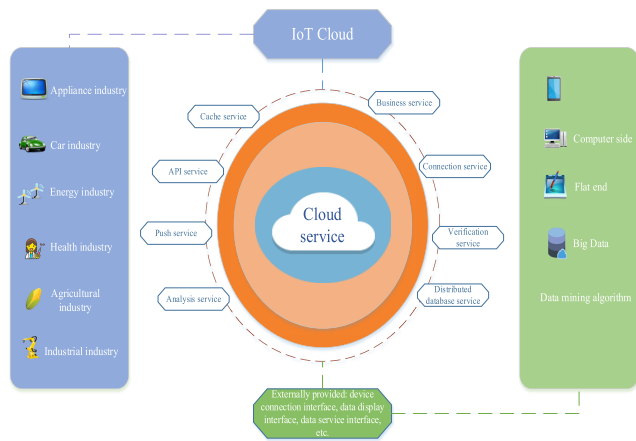 IoT Cloud
Appliance industry
Car industry
Energy industry
Health industry
Agricultural
industry
Industrial industry
Cache service
API service
Push service
Analysis service
Business service
Connection service
Verification
service
Distributed
database service
Cloud
service
Computer side
Flat end
Big Data
Data mining algorithm
Externally provided: device
connection interface, data display
interface, data service interface,
etc.